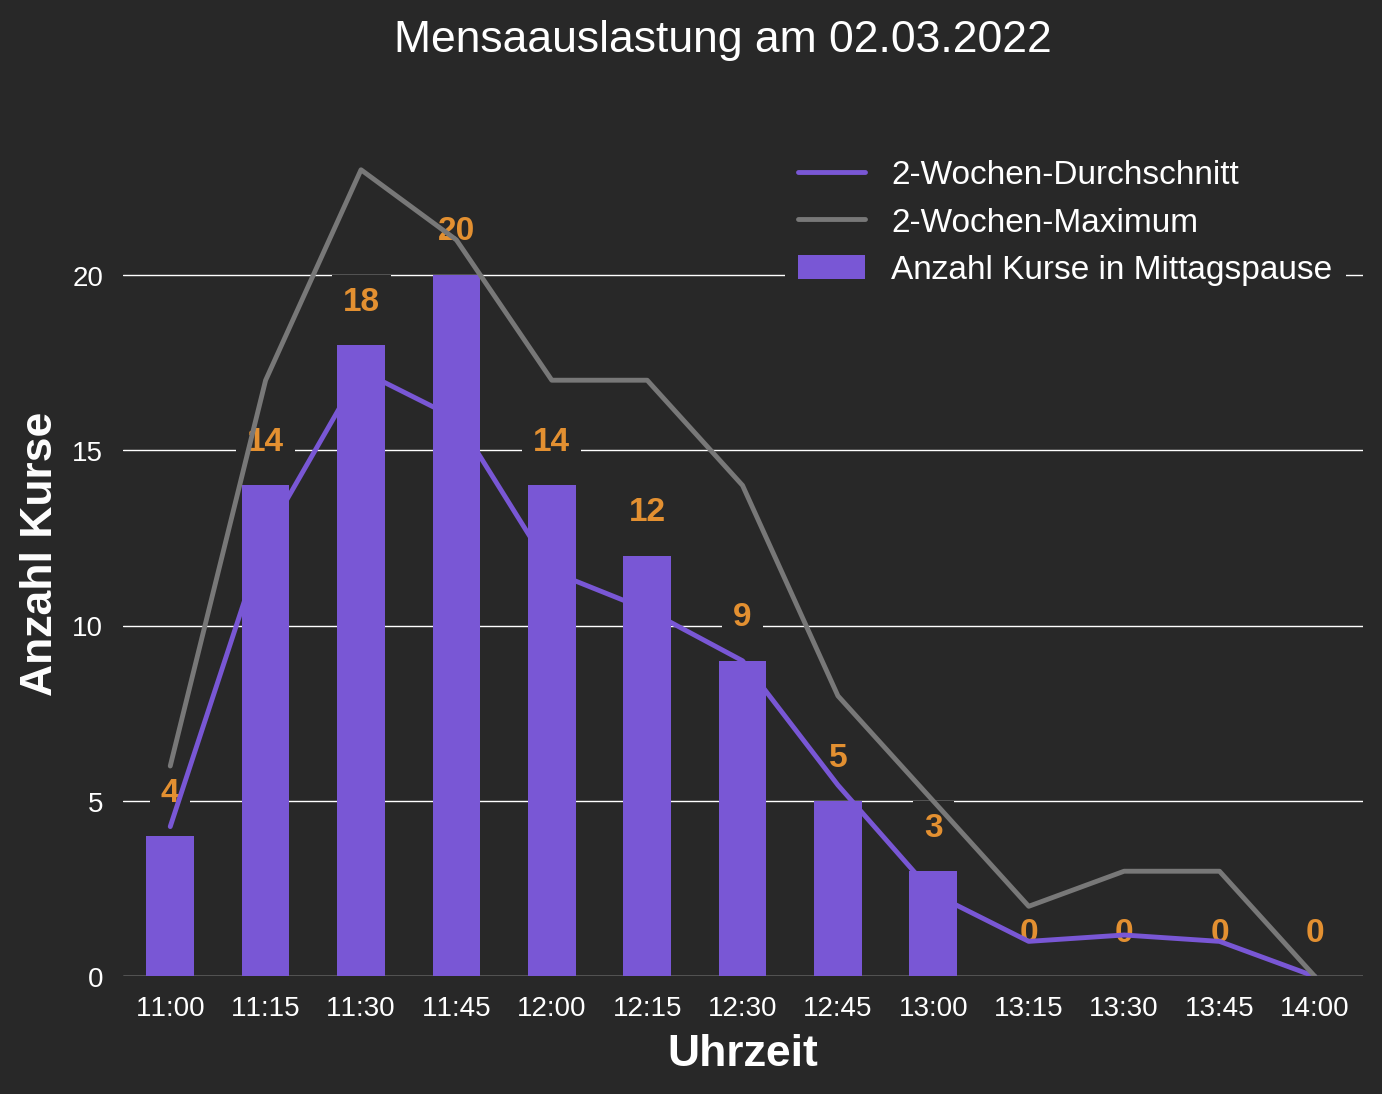 Mensaauslastung am 02.03.2022
2-Wochen-Durchschnitt
2-Wochen-Maximum
Anzahl Kurse in Mittagspause
Anzahl Kurse
20
15
10
5
0
4
14
18
20
14
12
9
5
3
0
0
0
0
11:00 11:15 11:30 11:45 12:00 12:15 12:30 12:45 13:00 13:15 13:30 13:45 14:00
Uhrzeit